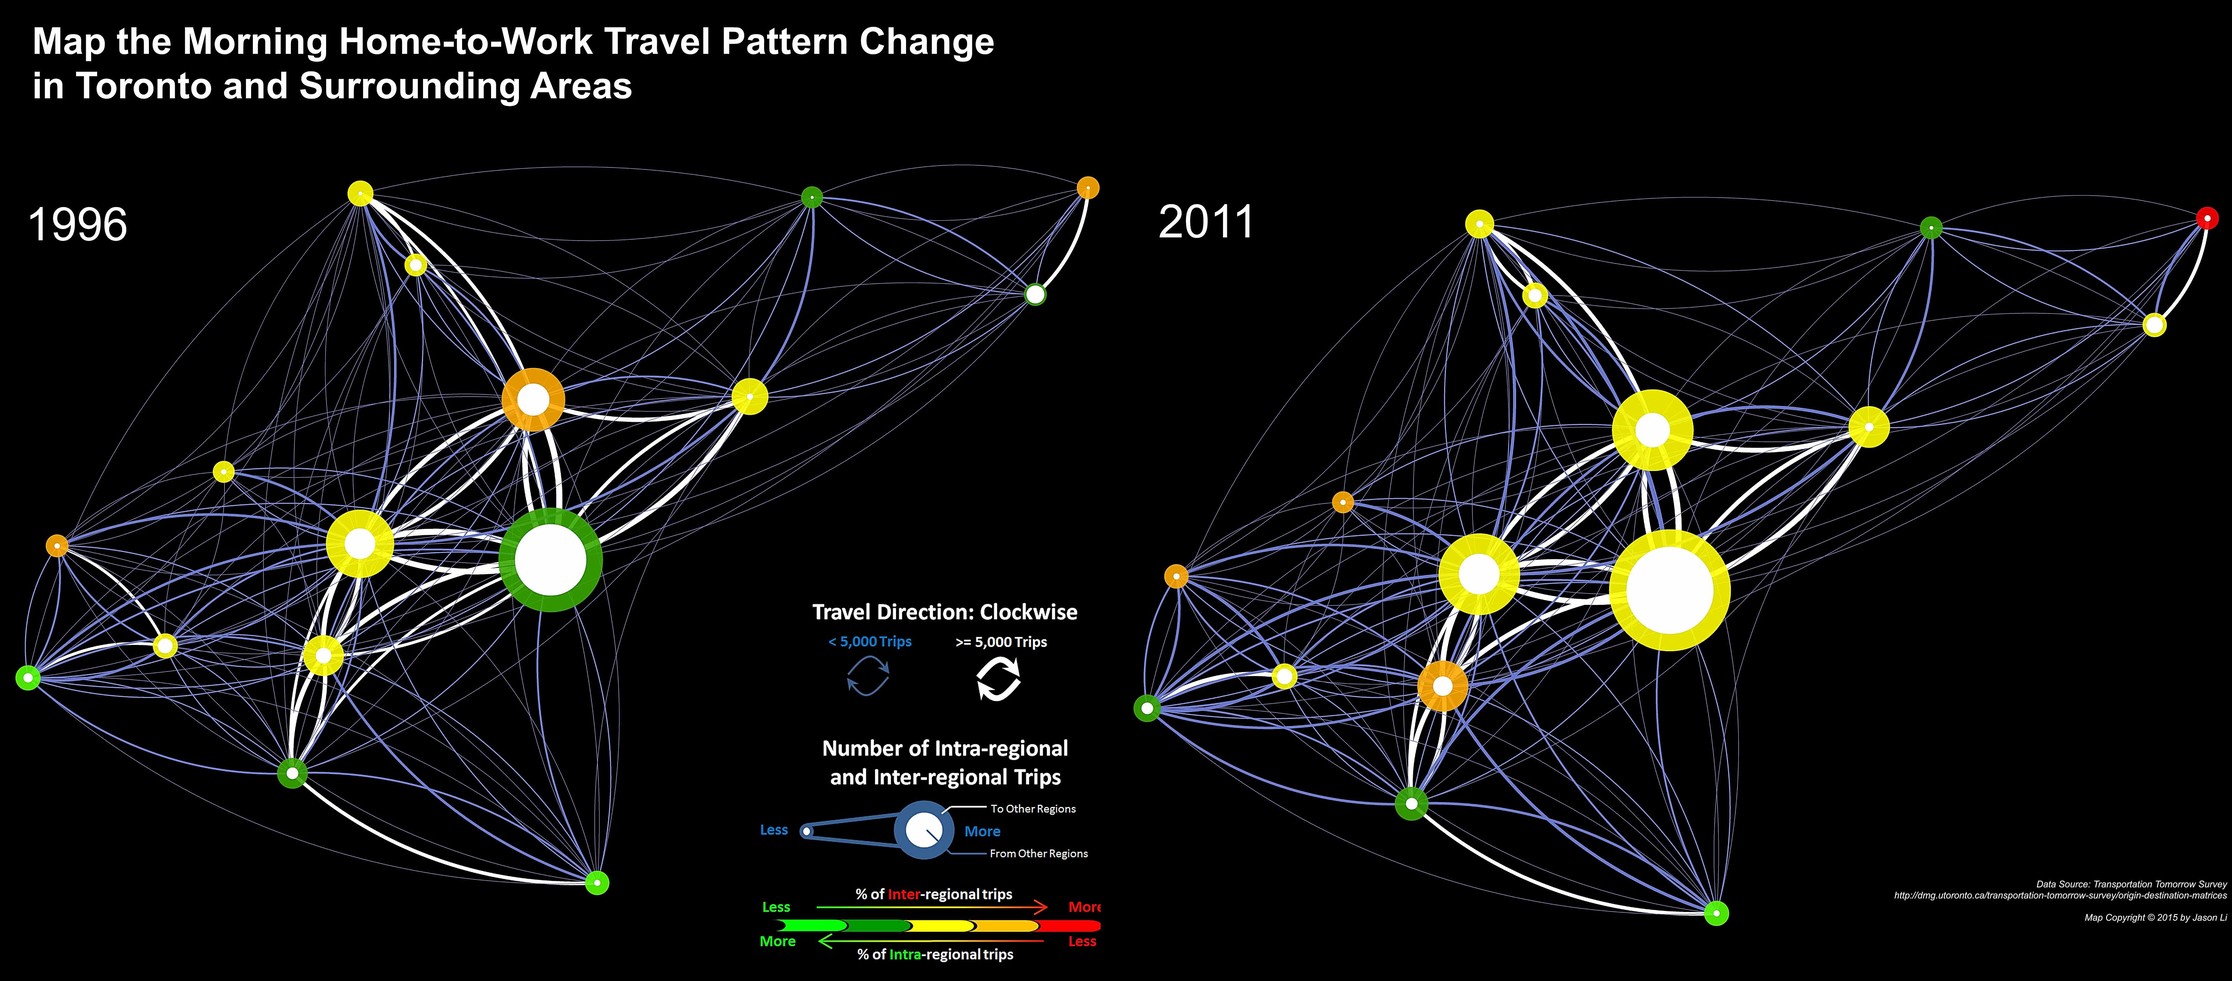 Map the Morning Home-to-Work Travel Pattern Change
in Toronto and Surrounding Areas
1996
2011
Travel Direction: Clockwise
< 5,000 Trips
>= 5,000 Trips
Number of Intra-regional
and Inter-regional Trips
To Other Regions
Less
More
From Other Regions
% of Inter-regional trips
Less
More
More
Less
% of Intra-regional trips
Data Source: Transportation Tomorrow Survey
http://dmg.utoronto.ca/transportation-tomorrow-survey/origin-destination-matrices
Map Copyright © 2015 by Jason Li